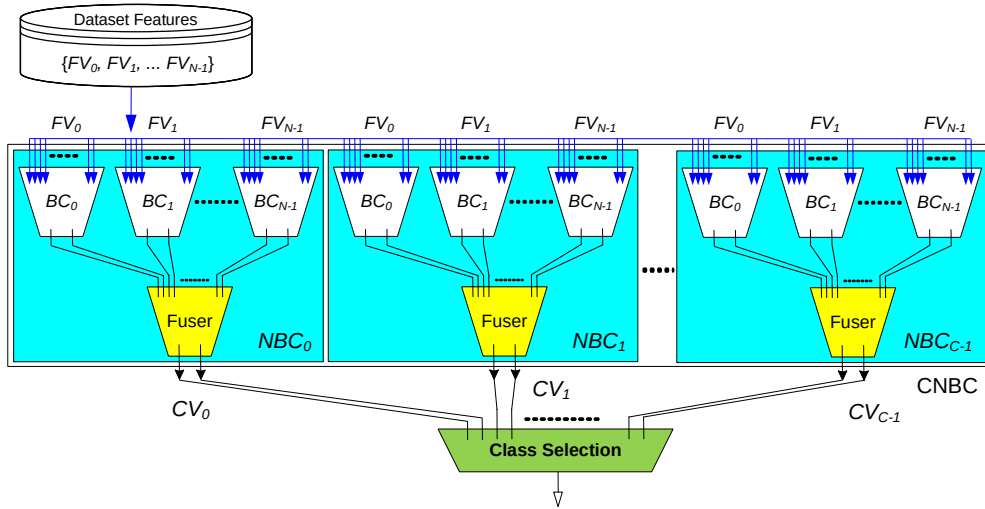 Dataset Features
{FV0, FV1, ... FVN-1}
FV0 FV1 FVN-1 FV0 FV1 FVN-1 FV0 FV1 FVN-1
BC0 BC1 BCN-1 BC0 BC1 BCN-1 BC0 BC1 BCN-1
Fuser Fuser Fuser
NBC0 NBC1 NBCC-1
CNBC
CV0 CV1 CVC-1
Class Selection